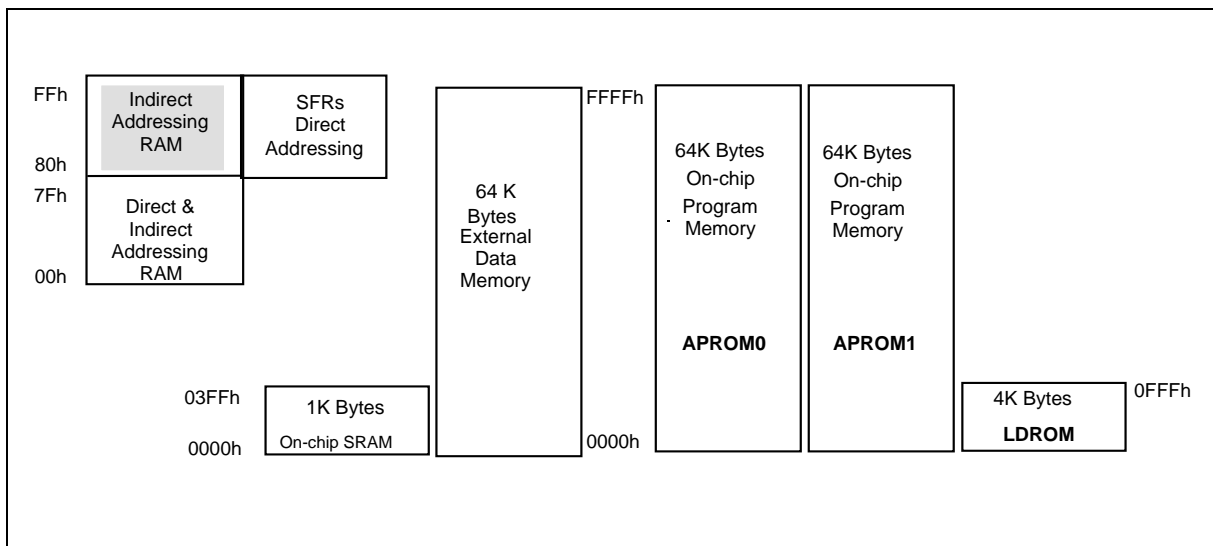 FFh
Indirect
Addressing
RAM
80h
SFRs
Direct
Addressing
7Fh
Direct &
Indirect
Addressing
RAM
00h
03FFh
1K Bytes
On-chip SRAM
0000h
64 K
Bytes
External
Data
Memory
FFFFh
0000h
64K Bytes
On-chip
Program
Memory
APROM0
64K Bytes
On-chip
Program
Memory
APROM1
4K Bytes
LDROM
0FFFh